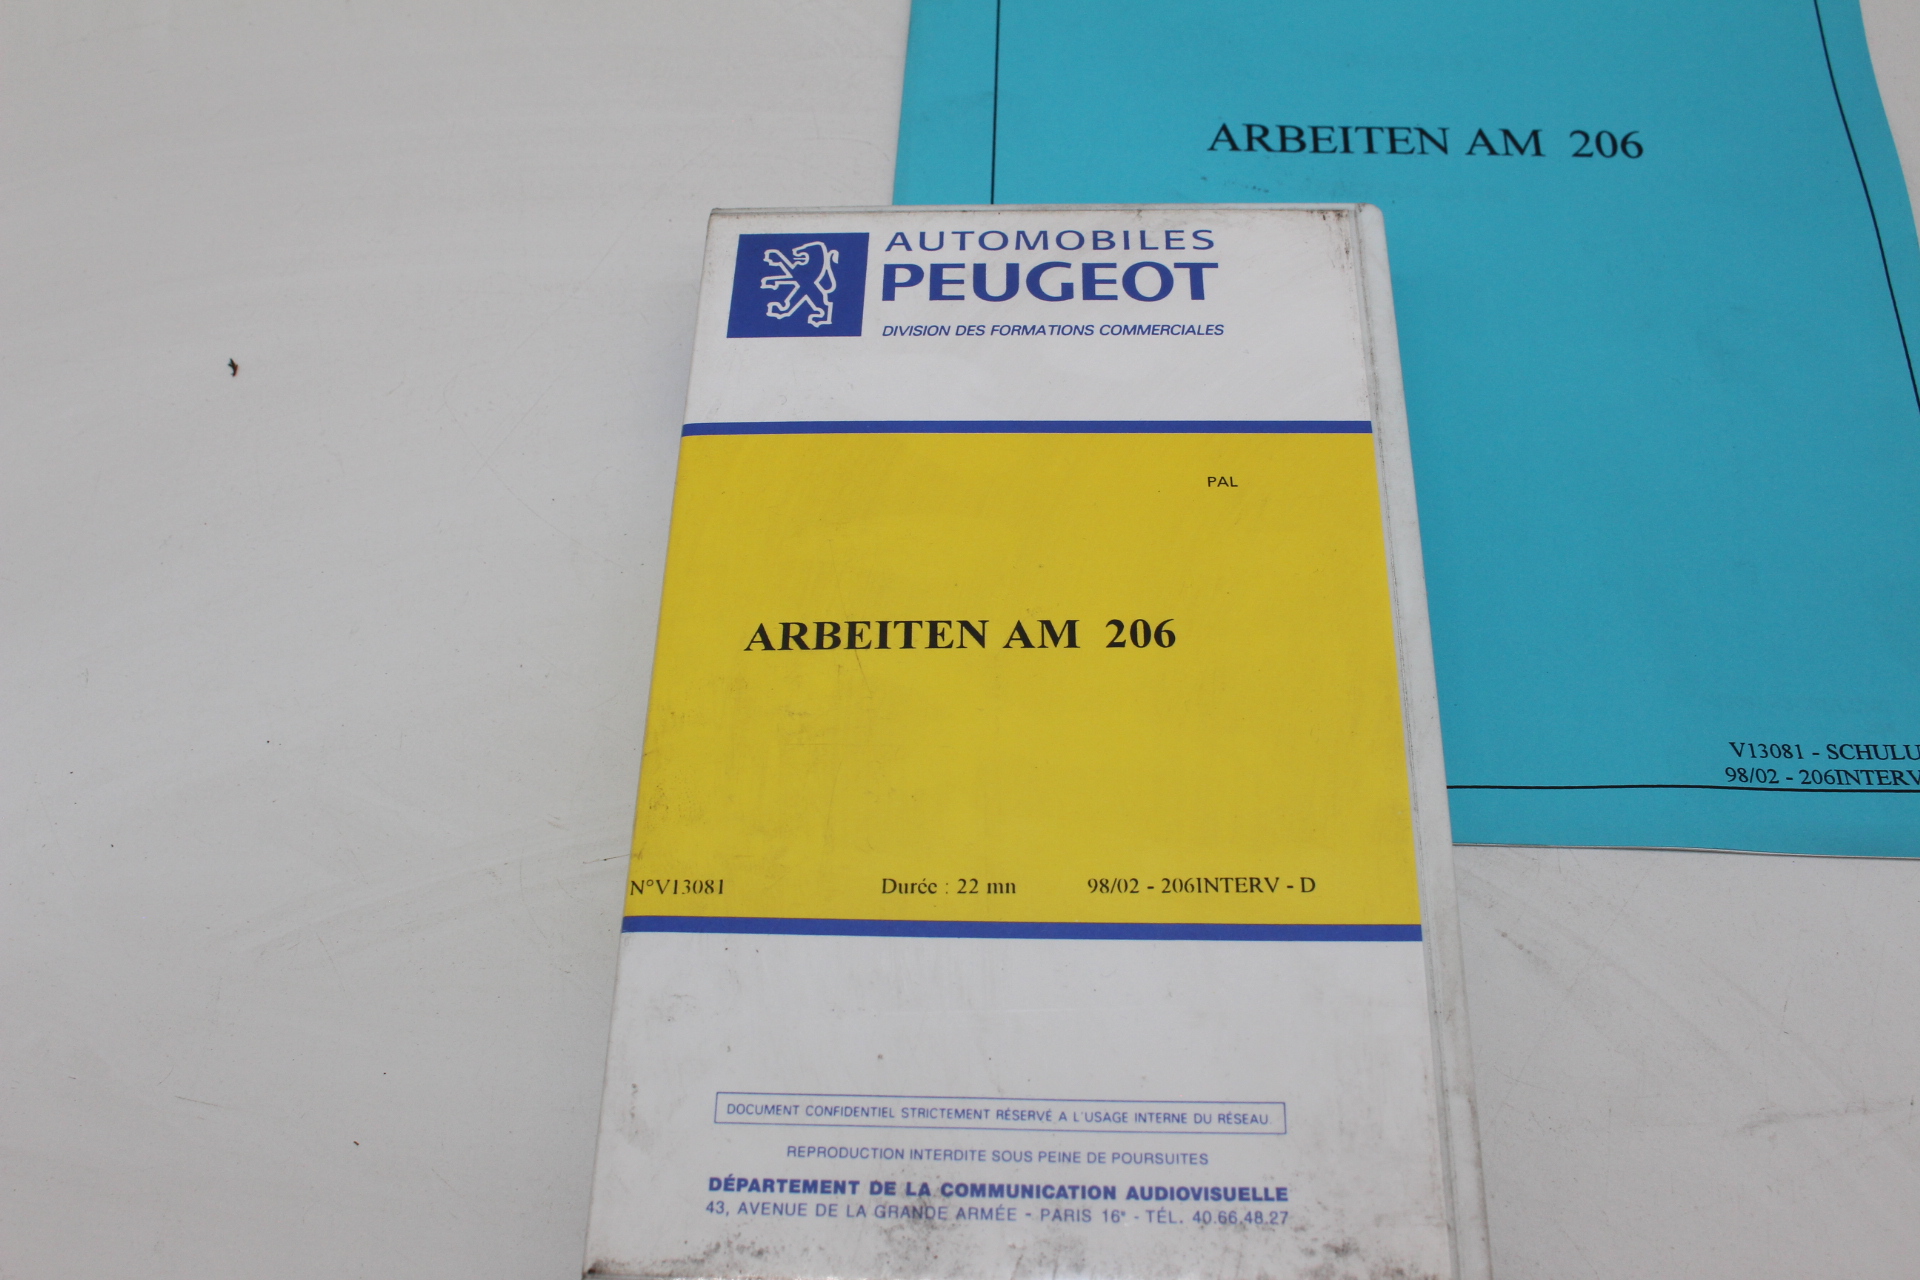 ARBEITEN AM 206
V13081 - SCHULU
98/02 - 206INTERV
AUTOMOBILES
PEUGEOT
DIVISION DES FORMATIONS COMMERCIALES
PAL
ARBEITEN AM 206
N°V13081 Durée : 22 mn 98/02 - 206INTERV - D
DOCUMENT CONFIDENTIEL STRICTEMENT RÉSERVÉ A L'USAGE INTERNE DU RÉSEAU
REPRODUCTION INTERDITE SOUS PEINE DE POURSUITES
DÉPARTEMENT DE LA COMMUNICATION AUDIOVISUELLE
43, AVENUE DE LA GRANDE ARMÉE - PARIS 16e - TÉL. 40.66.48.27